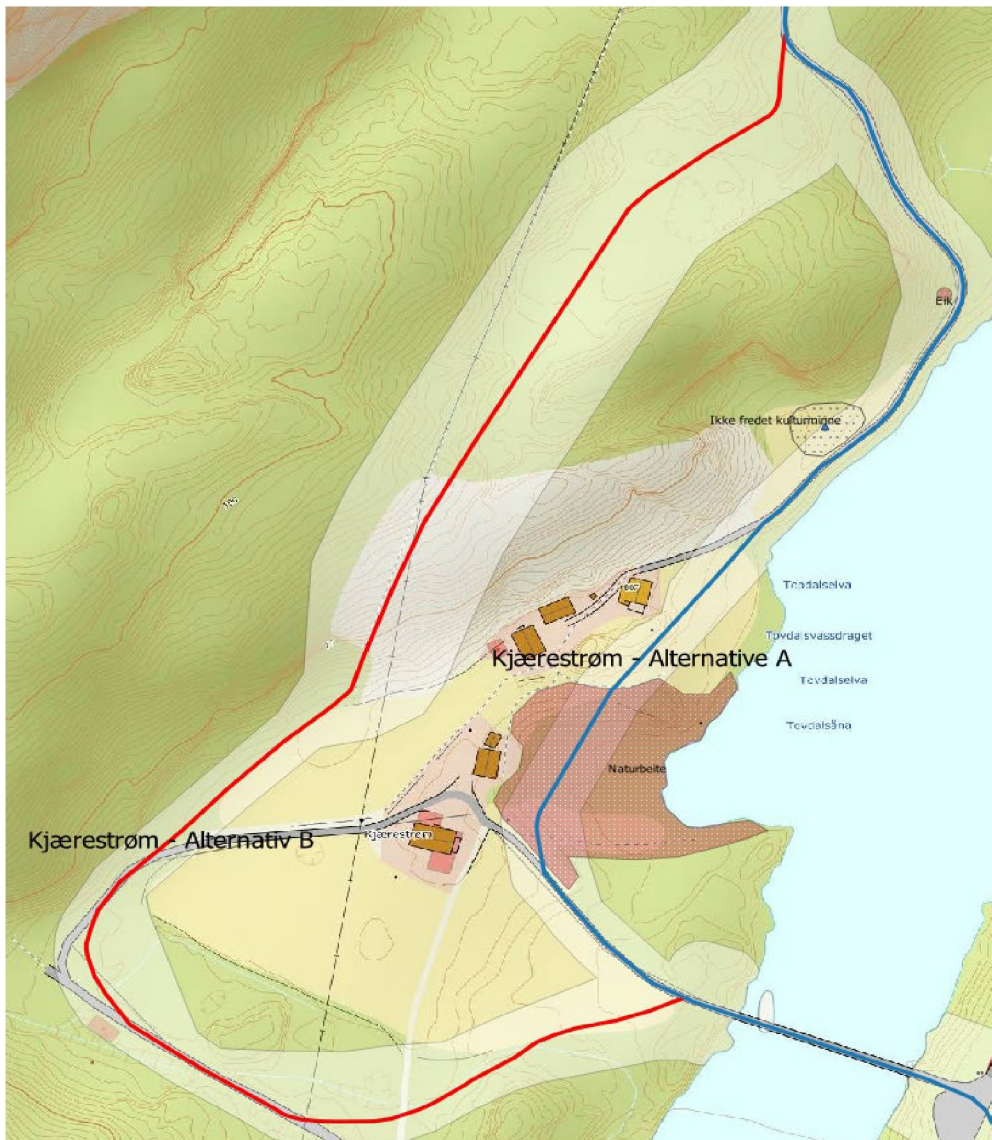 Eik
Ikke fredet kulturminne
Tovdalselva
Tovdalsvassdraget
Kjærestrøm - Alternative A
Tovdalselva
Tovdalsåna
Naturbeite
Kjærestrøm
Kjærestrøm - Alternativ B